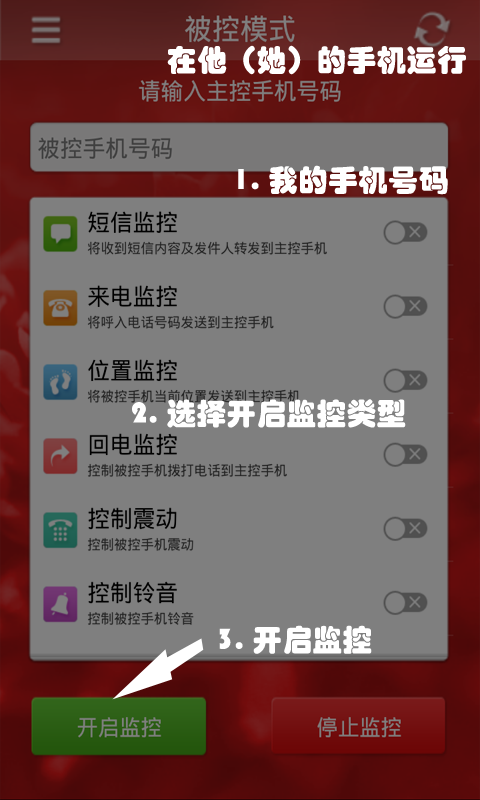 被控模式
在他（她）的手机运行
请输入主控手机号码
被控手机号码
1. 我的手机号码
短信监控
将收到短信内容及发件人转发到主控手机
来电监控
将呼入电话号码发送到主控手机
位置监控
将被控手机当前位置发送到主控手机
2. 选择开启监控类型
回电监控
控制被控手机拨打电话到主控手机
控制震动
控制被控手机震动
控制铃音
控制被控手机铃音
3. 开启监控
开启监控
停止监控